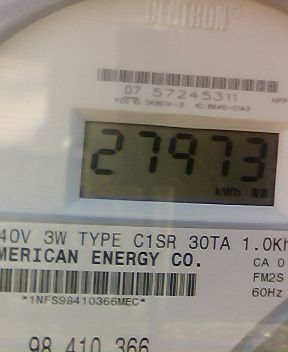 CENTRON®
07 57245311
27973
kWh
40V 3W TYPE C1SR 30TA 1.0Kh
MERICAN ENERGY CO.
CA 0
FM2S
*1NFS98410366MEC*
60Hz
98 410 366